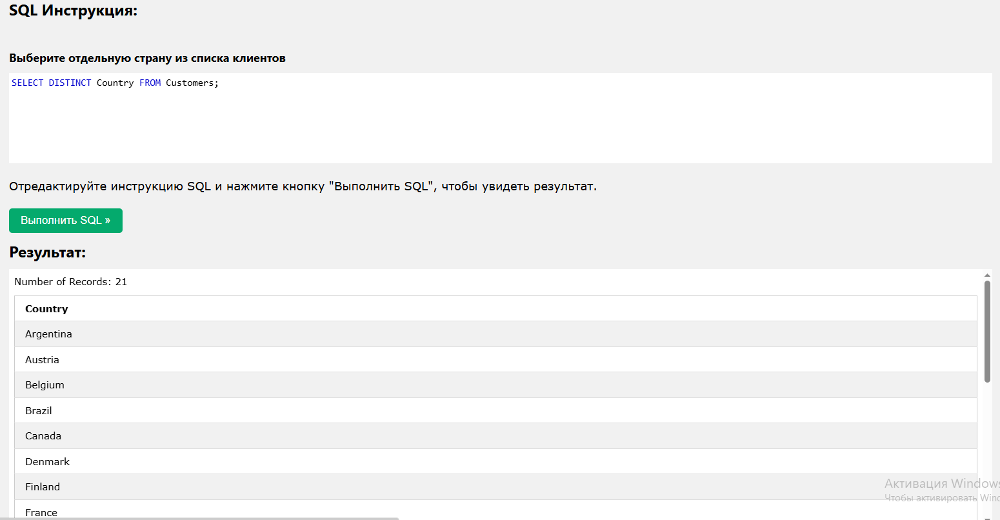 SQL Инструкция:
Выберите отдельную страну из списка клиентов
SELECT DISTINCT Country FROM Customers;
Отредактируйте инструкцию SQL и нажмите кнопку "Выполнить SQL", чтобы увидеть результат.
Выполнить SQL »
Результат:
Number of Records: 21
Country
Argentina
Austria
Belgium
Brazil
Canada
Denmark
Finland
France
Активация Windows
Чтобы активировать Wind